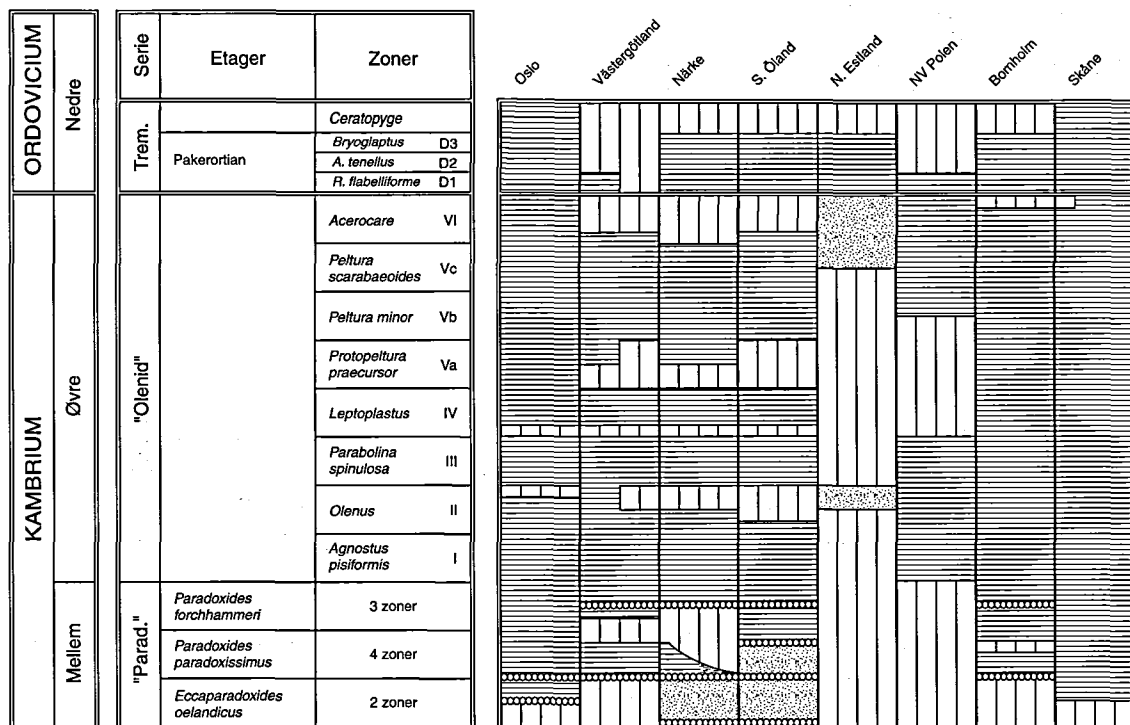 ORDOVICIUM
Nedre
Serie
Etager
Zoner
Oslo
Västergötland
Närke
S. Öland
N. Estland
NV Polen
Bornholm
Skåne
Trem.
Ceratopyge
Pakerortian
Bryoglaptus D3
A. tenellus D2
R. flabelliforme D1
KAMBRIUM
Øvre
"Olenid"
Acerocare VI
Peltura
scarabaeoides Vc
Peltura minor Vb
Protopeltura
praecursor Va
Leptoplastus IV
Parabolina
spinulosa III
Olenus II
Agnostus
pisiformis I
Mellem
"Parad."
Paradoxides
forchhammeri
3 zoner
Paradoxides
paradoxissimus
4 zoner
Eccaparadoxides
oelandicus
2 zoner